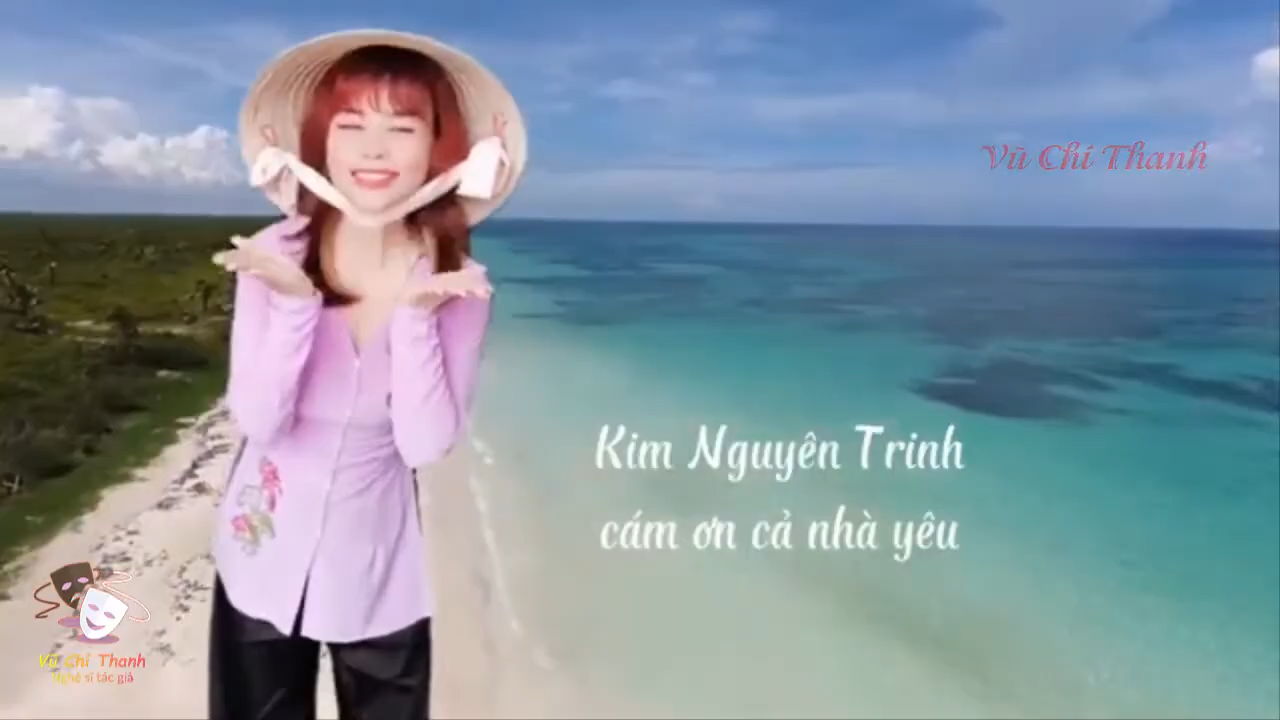 Vũ Chí Thanh
Kim Nguyên Trinh
cám ơn cả nhà yêu
Vũ Chí Thanh
Nghệ sĩ tác giả